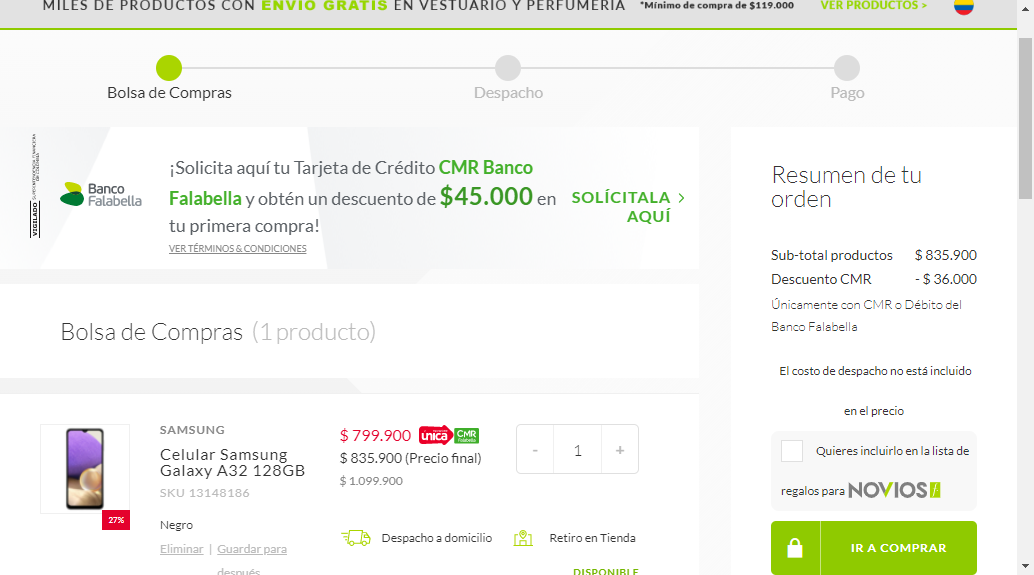 MILES DE PRODUCTOS CON ENVÍO GRATIS EN VESTUARIO Y PERFUMERÍA *Mínimo de compra de $119.000 VER PRODUCTOS >
Bolsa de Compras
Despacho
Pago
VIGILADO SUPERINTENDENCIA FINANCIERA
DE COLOMBIA
Banco
Falabella
¡Solicita aquí tu Tarjeta de Crédito CMR Banco
Falabella y obtén un descuento de $45.000 en
tu primera compra!
VER TÉRMINOS & CONDICIONES
SOLÍCITALA >
AQUÍ
Bolsa de Compras (1 producto)
27%
SAMSUNG
Celular Samsung
Galaxy A32 128GB
SKU 13148186
Negro
Eliminar | Guardar para
después
$ 799.900 unica CMR
$ 835.900 (Precio final)
$ 1.099.900
- 1 +
Despacho a domicilio
Retiro en Tienda
DISPONIBLE
Resumen de tu
orden
Sub-total productos $ 835.900
Descuento CMR - $ 36.000
Únicamente con CMR o Débito del
Banco Falabella
El costo de despacho no está incluido
en el precio
Quieres incluirlo en la lista de
regalos para NOVIOS
IR A COMPRAR